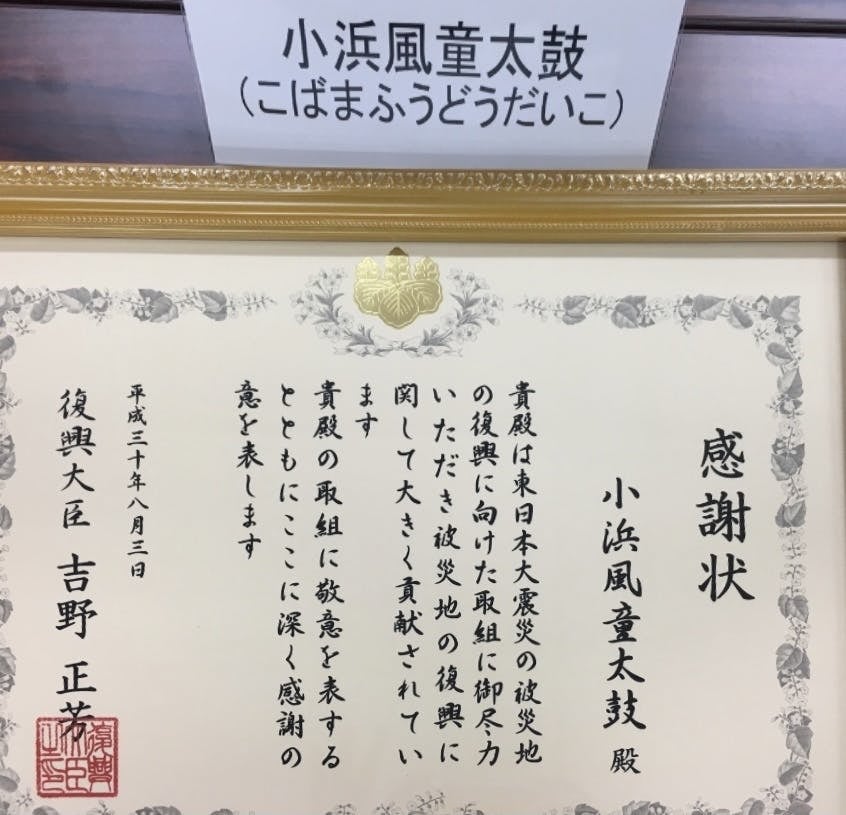 小浜風童太鼓
(こばまふうどうだいこ)
感謝状
小浜風童太鼓 殿
貴殿は東日本大震災の被災地
の復興に向けた取組に御尽力
いただき被災地の復興に
関して大きく貢献されてい
ます
貴殿の取組に敬意を表する
とともにここに深く感謝の
意を表します
平成三十年八月三日
復興大臣 吉野 正芳
復興大臣之印